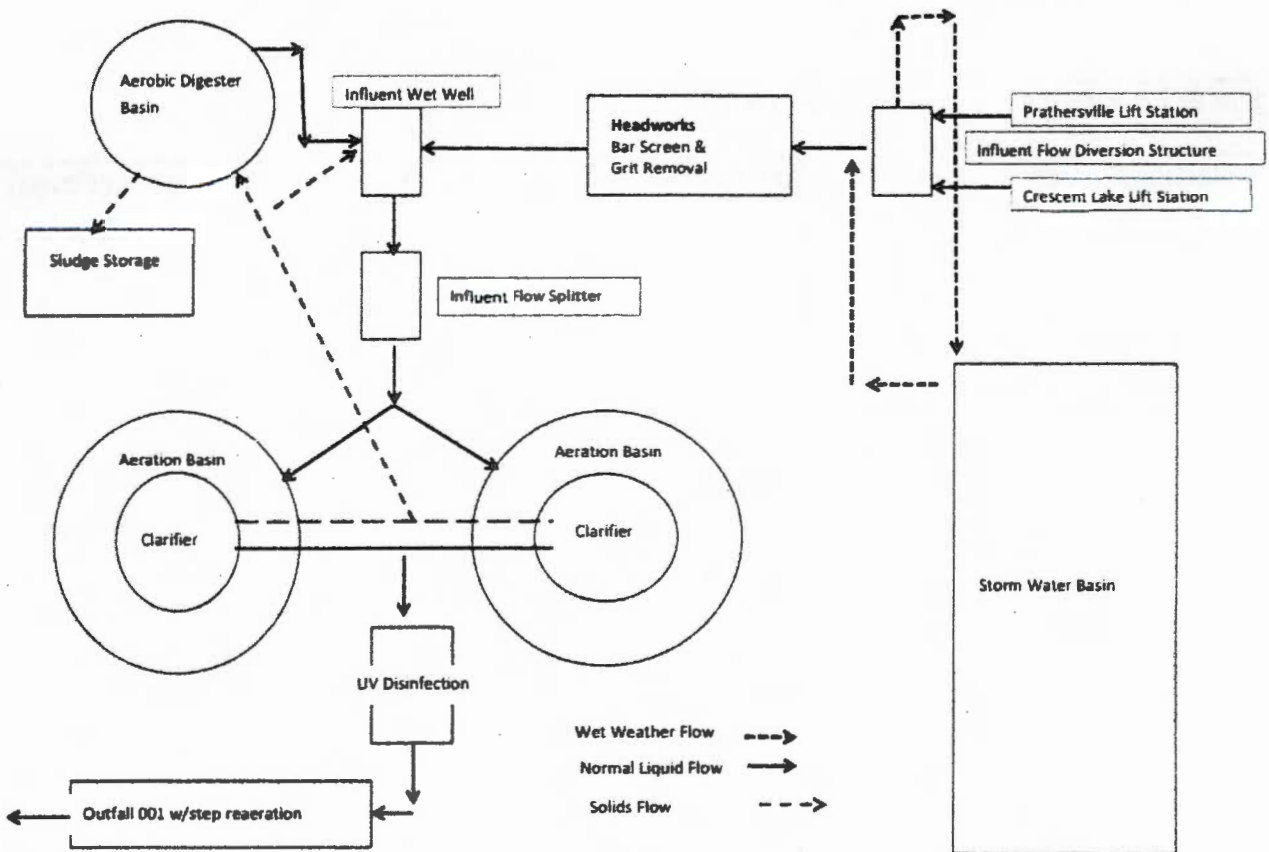 Aerobic Digester
Basin
Influent Wet Well
Headworks
Bar Screen &
Grit Removal
Prathersville Lift Station
Influent Flow Diversion Structure
Crescent Lake Lift Station
Sludge Storage
Influent Flow Splitter
Aeration Basin
Clarifier
Aeration Basin
Clarifier
Storm Water Basin
UV Disinfection
Wet Weather Flow
Normal Liquid Flow
Solids Flow
Outfall 001 w/step reaeration